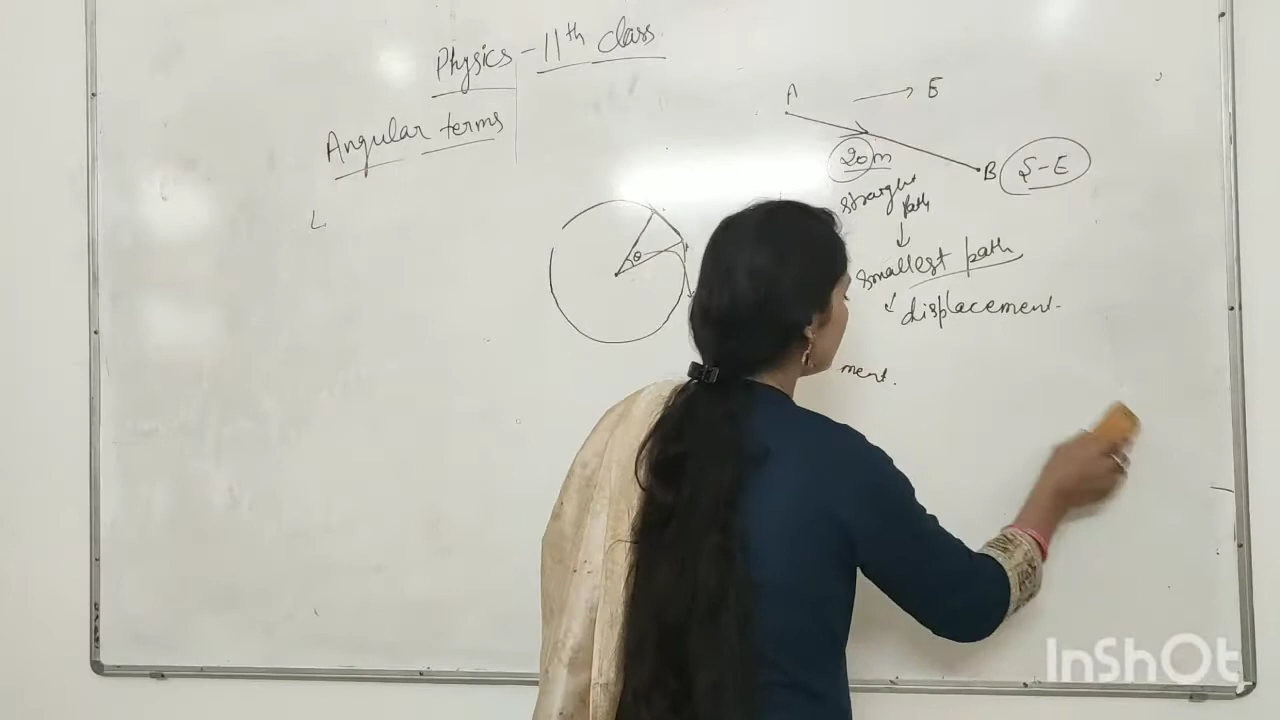 Physics - 11th class
Angular terms
A → E
20m
B S-E
straight
path
↓
smallest path
↓ displacement.
θ
ment.
InShOt